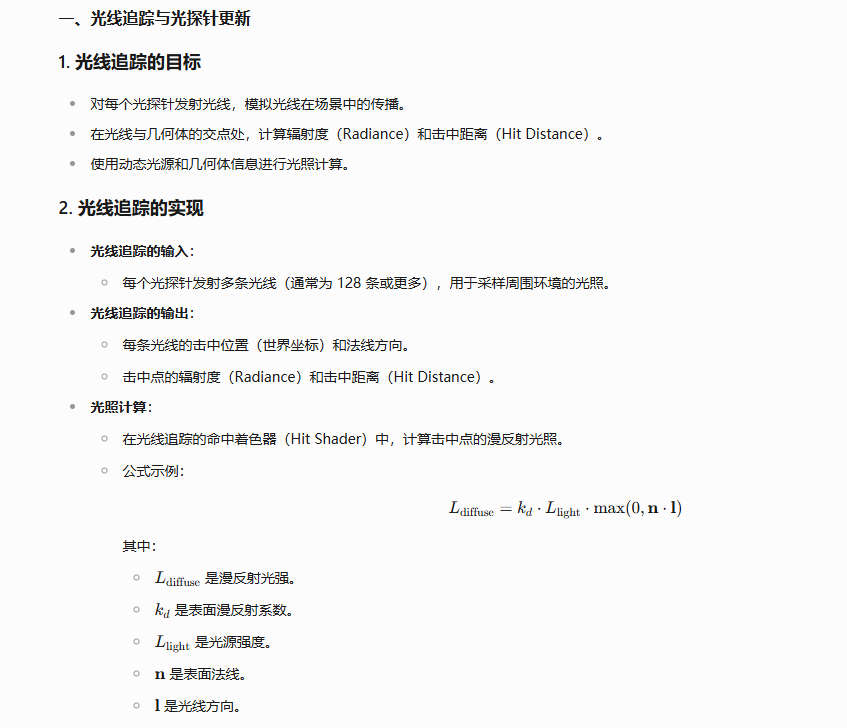 一、光线追踪与光探针更新
1. 光线追踪的目标
对每个光探针发射光线，模拟光线在场景中的传播。
在光线与几何体的交点处，计算辐射度（Radiance）和击中距离（Hit Distance）。
使用动态光源和几何体信息进行光照计算。
2. 光线追踪的实现
光线追踪的输入：
每个光探针发射多条光线（通常为 128 条或更多），用于采样周围环境的光照。
光线追踪的输出：
每条光线的击中位置（世界坐标）和法线方向。
击中点的辐射度（Radiance）和击中距离（Hit Distance）。
光照计算：
在光线追踪的命中着色器（Hit Shader）中，计算击中点的漫反射光照。
公式示例：
L_diffuse = k_d · L_light · max(0, n · l)
其中：
L_diffuse 是漫反射光强。
k_d 是表面漫反射系数。
L_light 是光源强度。
n 是表面法线。
l 是光线方向。